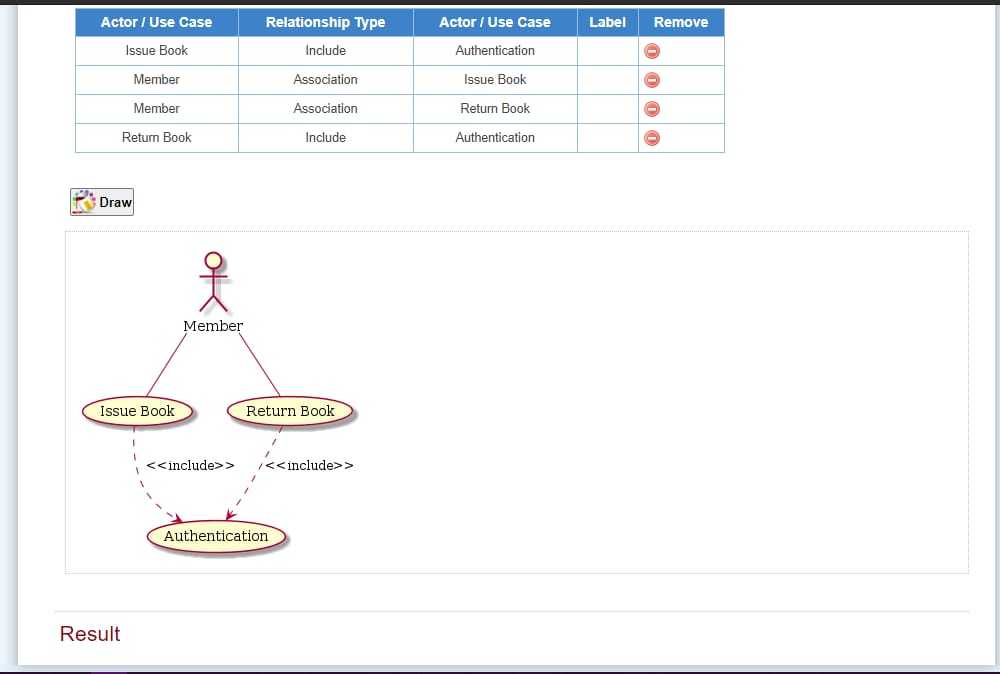 Actor / Use Case Relationship Type Actor / Use Case Label Remove
Issue Book Include Authentication
Member Association Issue Book
Member Association Return Book
Return Book Include Authentication
Draw
Member
Issue Book Return Book
<<include>> <<include>>
Authentication
Result